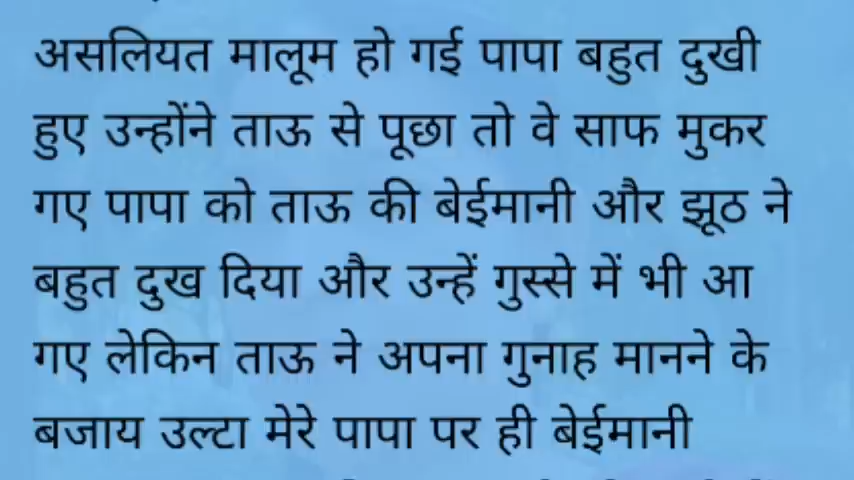 असलियत मालूम हो गई पापा बहुत दुखी
हुए उन्होंने ताऊ से पूछा तो वे साफ मुकर
गए पापा को ताऊ की बेईमानी और झूठ ने
बहुत दुख दिया और उन्हें गुस्से में भी आ
गए लेकिन ताऊ ने अपना गुनाह मानने के
बजाय उल्टा मेरे पापा पर ही बेईमानी